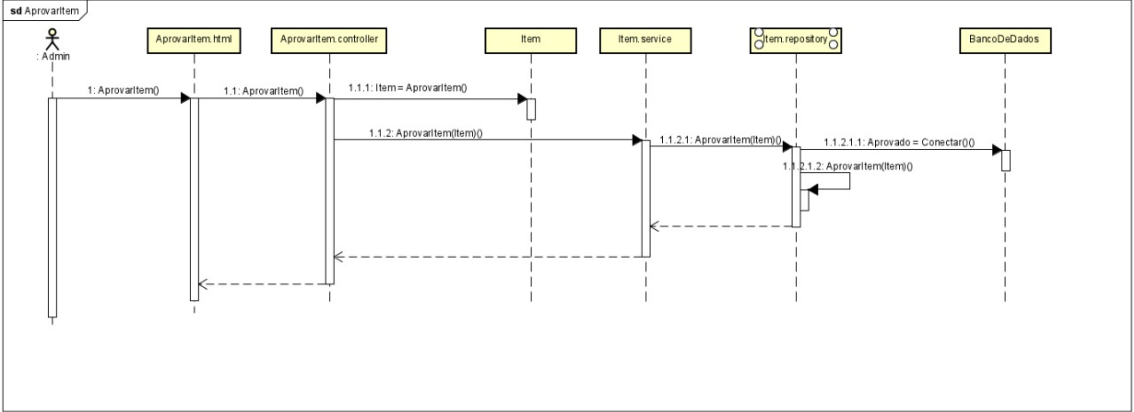 sd AprovarItem
: Admin
AprovarItem.html
AprovarItem.controller
Item
Item.service
Item.repository
BancoDeDados
1: AprovarItem()
1.1: AprovarItem()
1.1.1: Item = AprovarItem()
1.1.2: AprovarItem(Item)()
1.1.2.1: AprovarItem(Item)()
1.1.2.1.1: Aprovado = Conectar()()
1.1.2.1.2: AprovarItem(Item)()